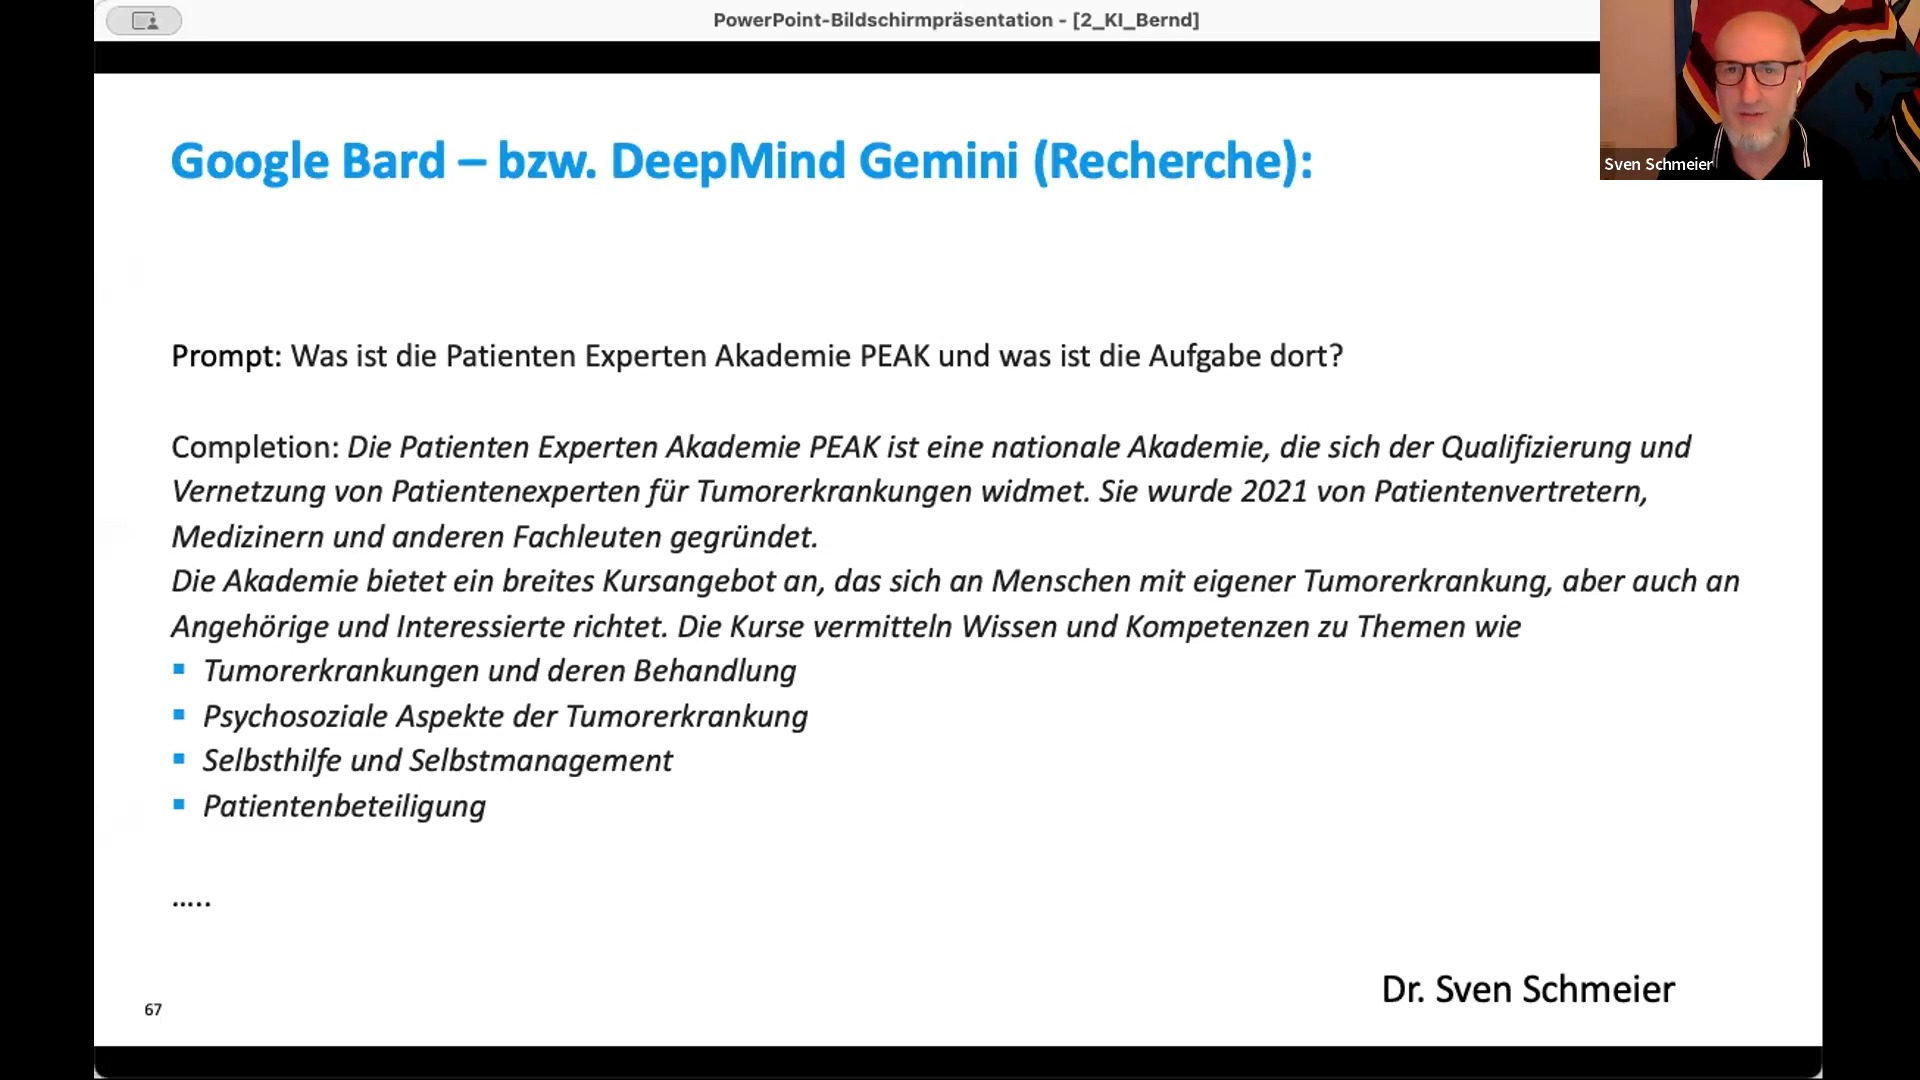 PowerPoint-Bildschirmpräsentation - [2_KI_Bernd]
Sven Schmeier
Google Bard – bzw. DeepMind Gemini (Recherche):
Prompt: Was ist die Patienten Experten Akademie PEAK und was ist die Aufgabe dort?
Completion: Die Patienten Experten Akademie PEAK ist eine nationale Akademie, die sich der Qualifizierung und
Vernetzung von Patientenexperten für Tumorerkrankungen widmet. Sie wurde 2021 von Patientenvertretern,
Medizinern und anderen Fachleuten gegründet.
Die Akademie bietet ein breites Kursangebot an, das sich an Menschen mit eigener Tumorerkrankung, aber auch an
Angehörige und Interessierte richtet. Die Kurse vermitteln Wissen und Kompetenzen zu Themen wie
▪ Tumorerkrankungen und deren Behandlung
▪ Psychosoziale Aspekte der Tumorerkrankung
▪ Selbsthilfe und Selbstmanagement
▪ Patientenbeteiligung
…..
Dr. Sven Schmeier
67